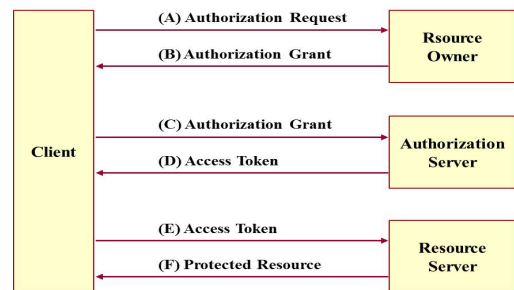 (A) Authorization Request
Rsource
Owner
(B) Authorization Grant
Client
(C) Authorization Grant
Authorization
Server
(D) Access Token
(E) Access Token
Resource
Server
(F) Protected Resource